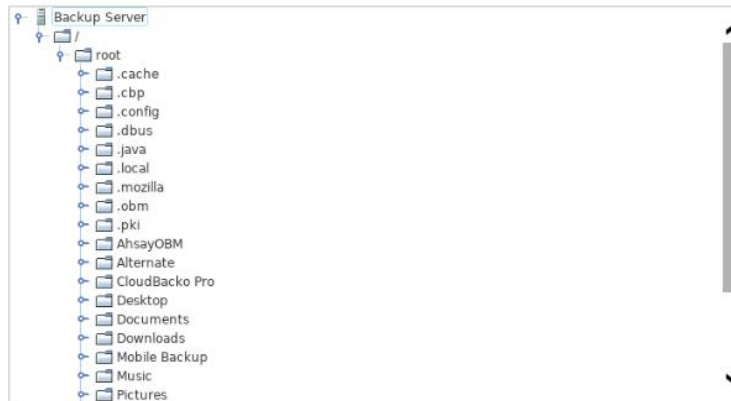 Backup Server
/
root
.cache
.cbp
.config
.dbus
.java
.local
.mozilla
.obm
.pki
AhsayOBM
Alternate
CloudBacko Pro
Desktop
Documents
Downloads
Mobile Backup
Music
Pictures